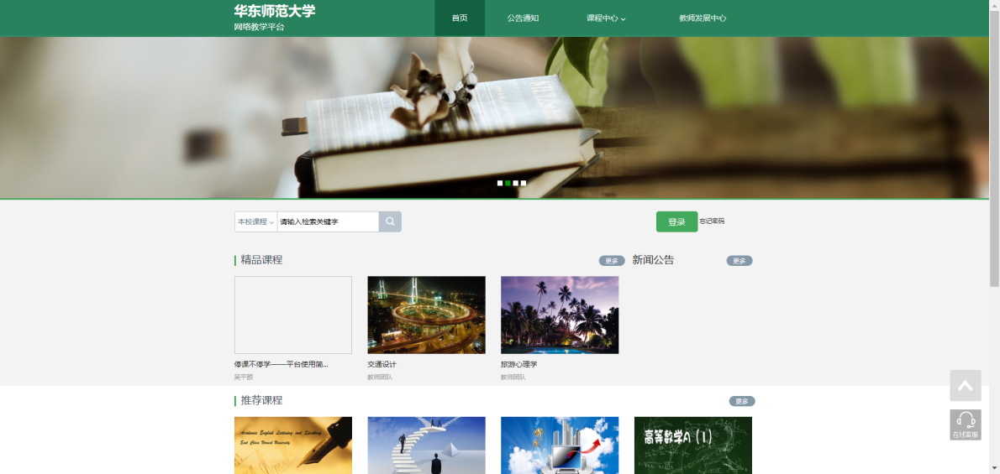 华东师范大学
网络教学平台
首页
公告通知
课程中心
教师发展中心
本校课程
请输入检索关键字
登录
忘记密码
精品课程
更多
新闻公告
更多
停课不停学——平台使用简...
交通设计
旅游心理学
吴平颐
教师团队
教师团队
推荐课程
更多
Academic English Listening and Speaking
East China Normal University
高等数学A (1)
在线客服